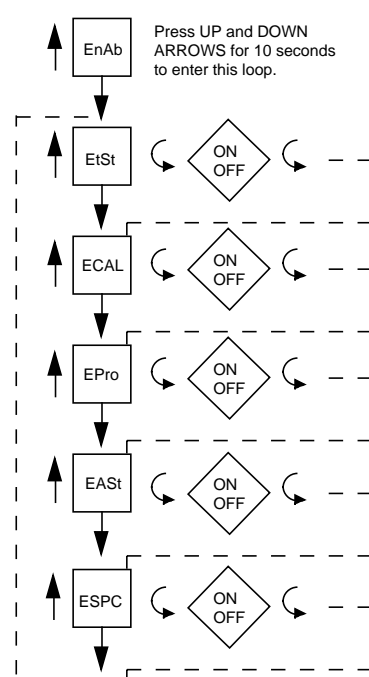 EnAb
Press UP and DOWN
ARROWS for 10 seconds
to enter this loop.
EtSt
ON
OFF
ECAL
ON
OFF
EPro
ON
OFF
EASt
ON
OFF
ESPC
ON
OFF